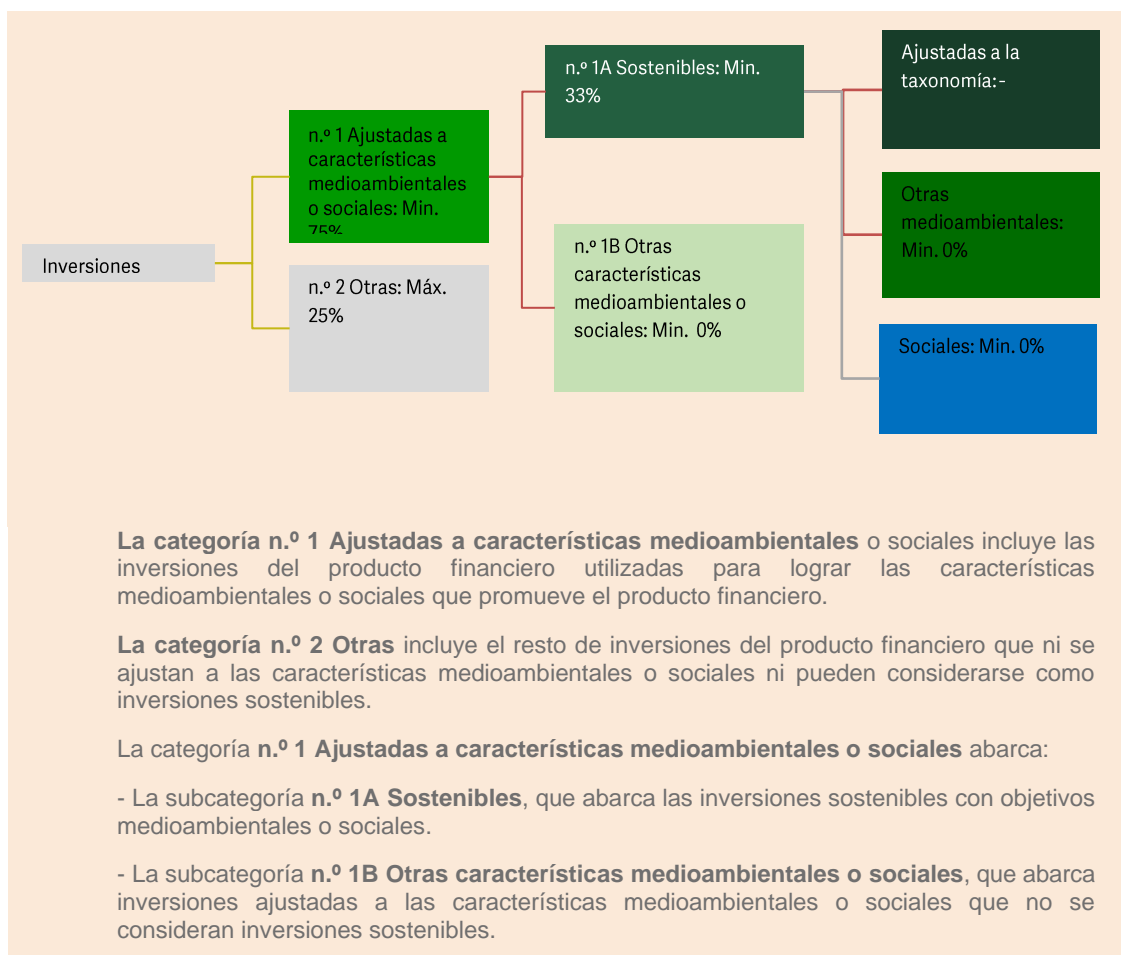 Inversiones
n.º 1 Ajustadas a
características
medioambientales
o sociales: Min.
75%
n.º 2 Otras: Máx.
25%
n.º 1A Sostenibles: Min.
33%
n.º 1B Otras
características
medioambientales o
sociales: Min. 0%
Ajustadas a la
taxonomía:-
Otras
medioambientales:
Min. 0%
Sociales: Min. 0%
La categoría n.º 1 Ajustadas a características medioambientales o sociales incluye las
inversiones del producto financiero utilizadas para lograr las características
medioambientales o sociales que promueve el producto financiero.
La categoría n.º 2 Otras incluye el resto de inversiones del producto financiero que ni se
ajustan a las características medioambientales o sociales ni pueden considerarse como
inversiones sostenibles.
La categoría n.º 1 Ajustadas a características medioambientales o sociales abarca:
- La subcategoría n.º 1A Sostenibles, que abarca las inversiones sostenibles con objetivos
medioambientales o sociales.
- La subcategoría n.º 1B Otras características medioambientales o sociales, que abarca
inversiones ajustadas a las características medioambientales o sociales que no se
consideran inversiones sostenibles.